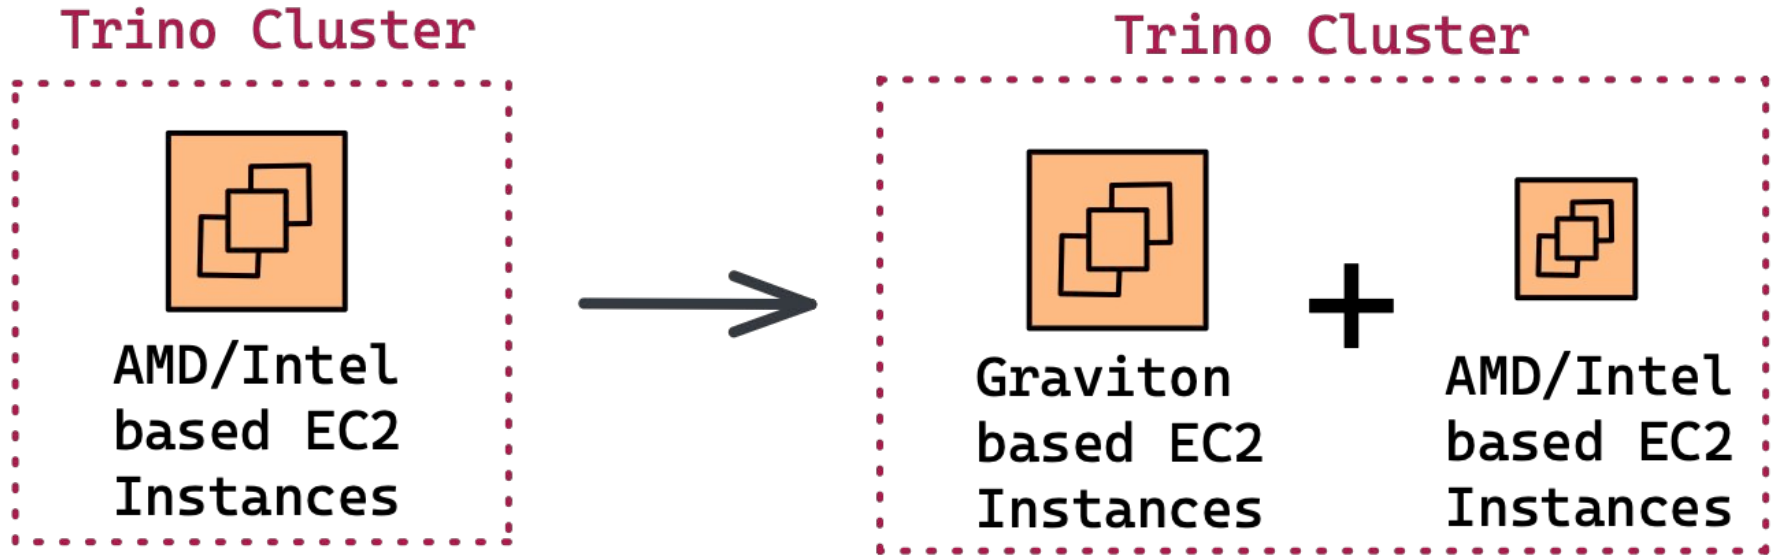 Trino Cluster
AMD/Intel
based EC2
Instances
Trino Cluster
Graviton
based EC2
Instances
AMD/Intel
based EC2
Instances